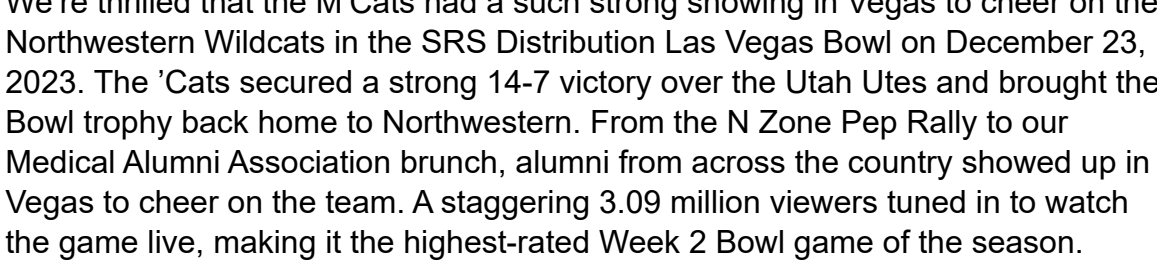 We're thrilled that the M Cats had a such strong showing in Vegas to cheer on the
Northwestern Wildcats in the SRS Distribution Las Vegas Bowl on December 23,
2023. The ’Cats secured a strong 14-7 victory over the Utah Utes and brought the
Bowl trophy back home to Northwestern. From the N Zone Pep Rally to our
Medical Alumni Association brunch, alumni from across the country showed up in
Vegas to cheer on the team. A staggering 3.09 million viewers tuned in to watch
the game live, making it the highest-rated Week 2 Bowl game of the season.